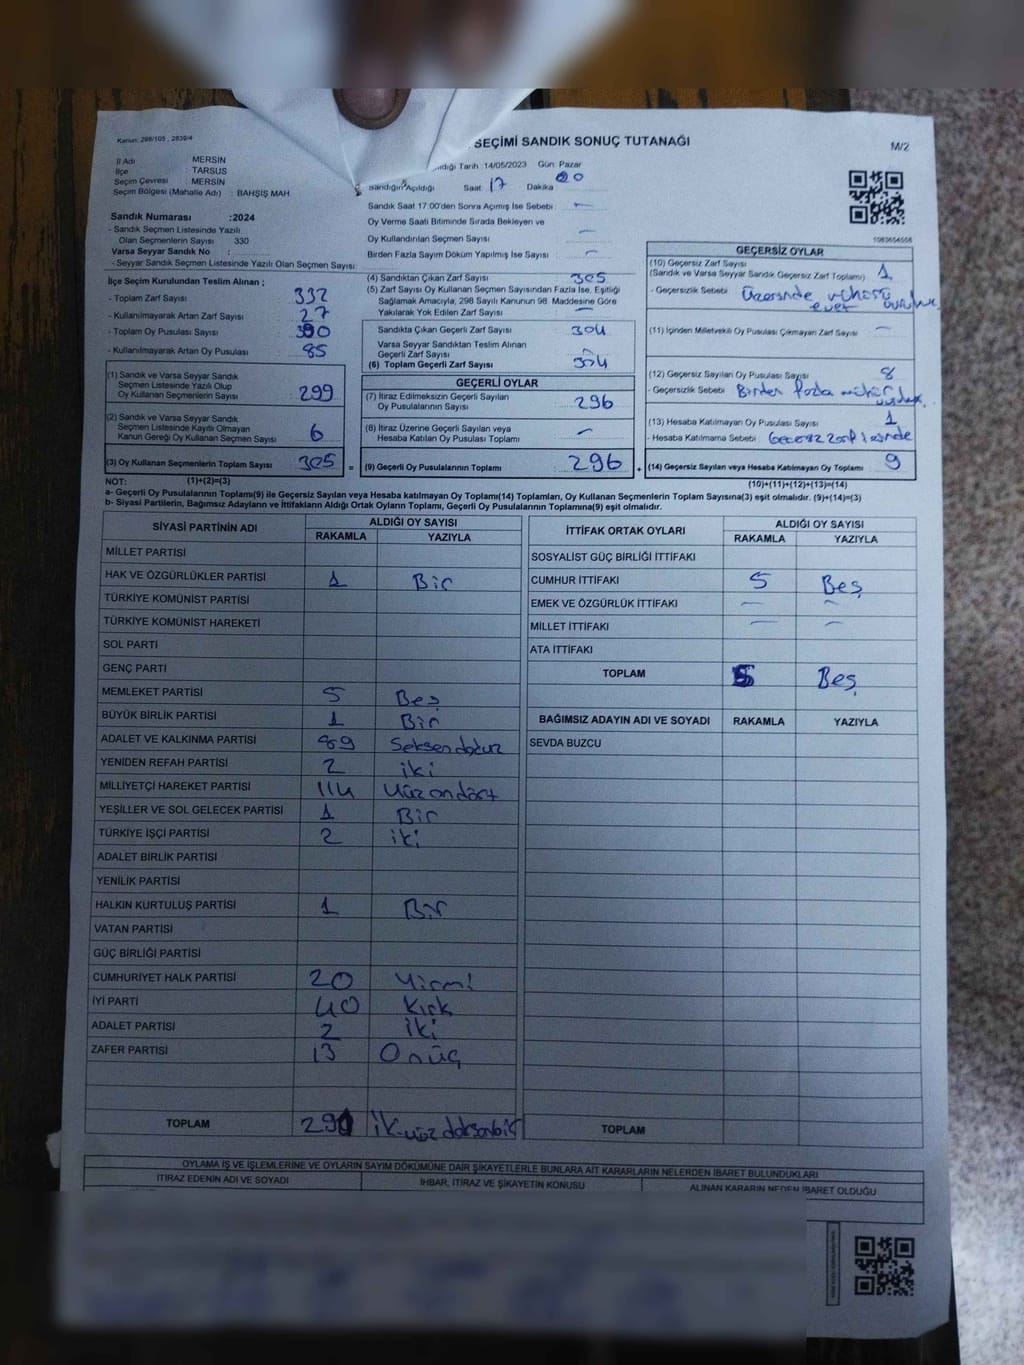 Kanun: 298/105 , 2839/4
SEÇİMİ SANDIK SONUÇ TUTANAĞI
M/2
İl Adı : MERSİN
İlçe : TARSUS
Seçim Çevresi : MERSİN
Seçim Bölgesi (Mahalle Adı) : BAHŞİŞ MAH
Tarih 14/05/2023 Gün: Pazar
Sandığın Açıldığı Saat 17 Dakika 00
Sandık Saat 17.00'den Sonra Açımış İse Sebebi : —
Oy Verme Saati Bitiminde Sırada Bekleyen ve
Oy Kullandırılan Seçmen Sayısı —
Birden Fazla Sayım Döküm Yapılmış İse Sayısı : —
Sandık Numarası :2024
- Sandık Seçmen Listesinde Yazılı
Olan Seçmenlerin Sayısı 330
Varsa Seyyar Sandık No :
- Seyyar Sandık Seçmen Listesinde Yazılı Olan Seçmen Sayısı:
İlçe Seçim Kurulundan Teslim Alınan ;
- Toplam Zarf Sayısı : 332
- Kullanılmayarak Artan Zarf Sayısı : 27
- Toplam Oy Pusulası Sayısı : 390
- Kullanılmayarak Artan Oy Pusulası : 85
(1) Sandık ve Varsa Seyyar Sandık
Seçmen Listesinde Yazılı Olup
Oy Kullanan Seçmenlerin Sayısı 299
(2) Sandık ve Varsa Seyyar Sandık
Seçmen Listesinde Kayıtlı Olmayan
Kanun Gereği Oy Kullanan Seçmen Sayısı 6
(3) Oy Kullanan Seçmenlerin Toplam Sayısı 305
(4) Sandıktan Çıkan Zarf Sayısı 305
(5) Zarf Sayısı Oy Kullanan Seçmen Sayısından Fazla İse, Eşitliği
Sağlamak Amacıyla, 298 Sayılı Kanunun 98. Maddesine Göre
Yakılarak Yok Edilen Zarf Sayısı : —
Sandıkta Çıkan Geçerli Zarf Sayısı 304
Varsa Seyyar Sandıktan Teslim Alınan
Geçerli Zarf Sayısı —
(6) Toplam Geçerli Zarf Sayısı 304
GEÇERLİ OYLAR
(7) İtiraz Edilmeksizin Geçerli Sayılan
Oy Pusulalarının Sayısı 296
(8) İtiraz Üzerine Geçerli Sayılan veya
Hesaba Katılan Oy Pusulası Toplamı —
= (9) Geçerli Oy Pusulalarının Toplamı 296 +
1083654558
GEÇERSİZ OYLAR
(10) Geçersiz Zarf Sayısı
(Sandık ve Varsa Seyyar Sandık Geçersiz Zarf Toplamı) 1
- Geçersizlik Sebebi : Üzerinde mührü
evet
(11) İçinden Milletvekili Oy Pusulası Çıkmayan Zarf Sayısı —
(12) Geçersiz Sayılan Oy Pusulası Sayısı 8
- Geçersizlik Sebebi Birden fazla mühür
(13) Hesaba Katılmayan Oy Pusulası Sayısı 1
- Hesaba Katılmama Sebebi : Geçersiz zarf içinde
(14) Geçersiz Sayılan veya Hesaba Katılmayan Oy Toplamı 9
NOT: (1)+(2)=(3)
(10)+(11)+(12)+(13)=(14)
a- Geçerli Oy Pusulalarının Toplamı(9) ile Geçersiz Sayılan veya Hesaba katılmayan Oy Toplamı(14) Toplamları, Oy Kullanan Seçmenlerin Toplam Sayısına(3) eşit olmalıdır. (9)+(14)=(3)
b- Siyasi Partilerin, Bağımsız Adayların ve İttifakların Aldığı Ortak Oyların Toplamı, Geçerli Oy Pusulalarının Toplamına(9) eşit olmalıdır.
SİYASİ PARTİNİN ADI ALDIĞI OY SAYISI
RAKAMLA YAZIYLA
MİLLET PARTİSİ
HAK VE ÖZGÜRLÜKLER PARTİSİ 1 Bir
TÜRKİYE KOMÜNİST PARTİSİ
TÜRKİYE KOMÜNİST HAREKETİ
SOL PARTİ
GENÇ PARTİ
MEMLEKET PARTİSİ 5 Beş
BÜYÜK BİRLİK PARTİSİ 1 Bir
ADALET VE KALKINMA PARTİSİ 89 Seksendokuz
YENİDEN REFAH PARTİSİ 2 iki
MİLLİYETÇİ HAREKET PARTİSİ 114 Yüzondört
YEŞİLLER VE SOL GELECEK PARTİSİ 1 Bir
TÜRKİYE İŞÇİ PARTİSİ 2 iki
ADALET BİRLİK PARTİSİ
YENİLİK PARTİSİ
HALKIN KURTULUŞ PARTİSİ 1 Bir
VATAN PARTİSİ
GÜÇ BİRLİĞİ PARTİSİ
CUMHURİYET HALK PARTİSİ 20 Yirmi
İYİ PARTİ 40 Kırk
ADALET PARTİSİ 2 iki
ZAFER PARTİSİ 13 Onüç
TOPLAM 291 ikiyüzdoksanbir
İTTİFAK ORTAK OYLARI ALDIĞI OY SAYISI
RAKAMLA YAZIYLA
SOSYALİST GÜÇ BİRLİĞİ İTTİFAKI
CUMHUR İTTİFAKI 5 Beş
EMEK VE ÖZGÜRLÜK İTTİFAKI — —
MİLLET İTTİFAKI — —
ATA İTTİFAKI
TOPLAM 5 Beş
BAĞIMSIZ ADAYIN ADI VE SOYADI RAKAMLA YAZIYLA
SEVDA BUZCU
TOPLAM
OYLAMA İŞ VE İŞLEMLERİNE VE OYLARIN SAYIM DÖKÜMÜNE DAİR ŞİKAYETLERLE BUNLARA AİT KARARLARIN NELERDEN İBARET BULUNDUKLARI
İTİRAZ EDENİN ADI VE SOYADI İHBAR, İTİRAZ VE ŞİKAYETİN KONUSU ALINAN KARARIN NEDEN İBARET OLDUĞU